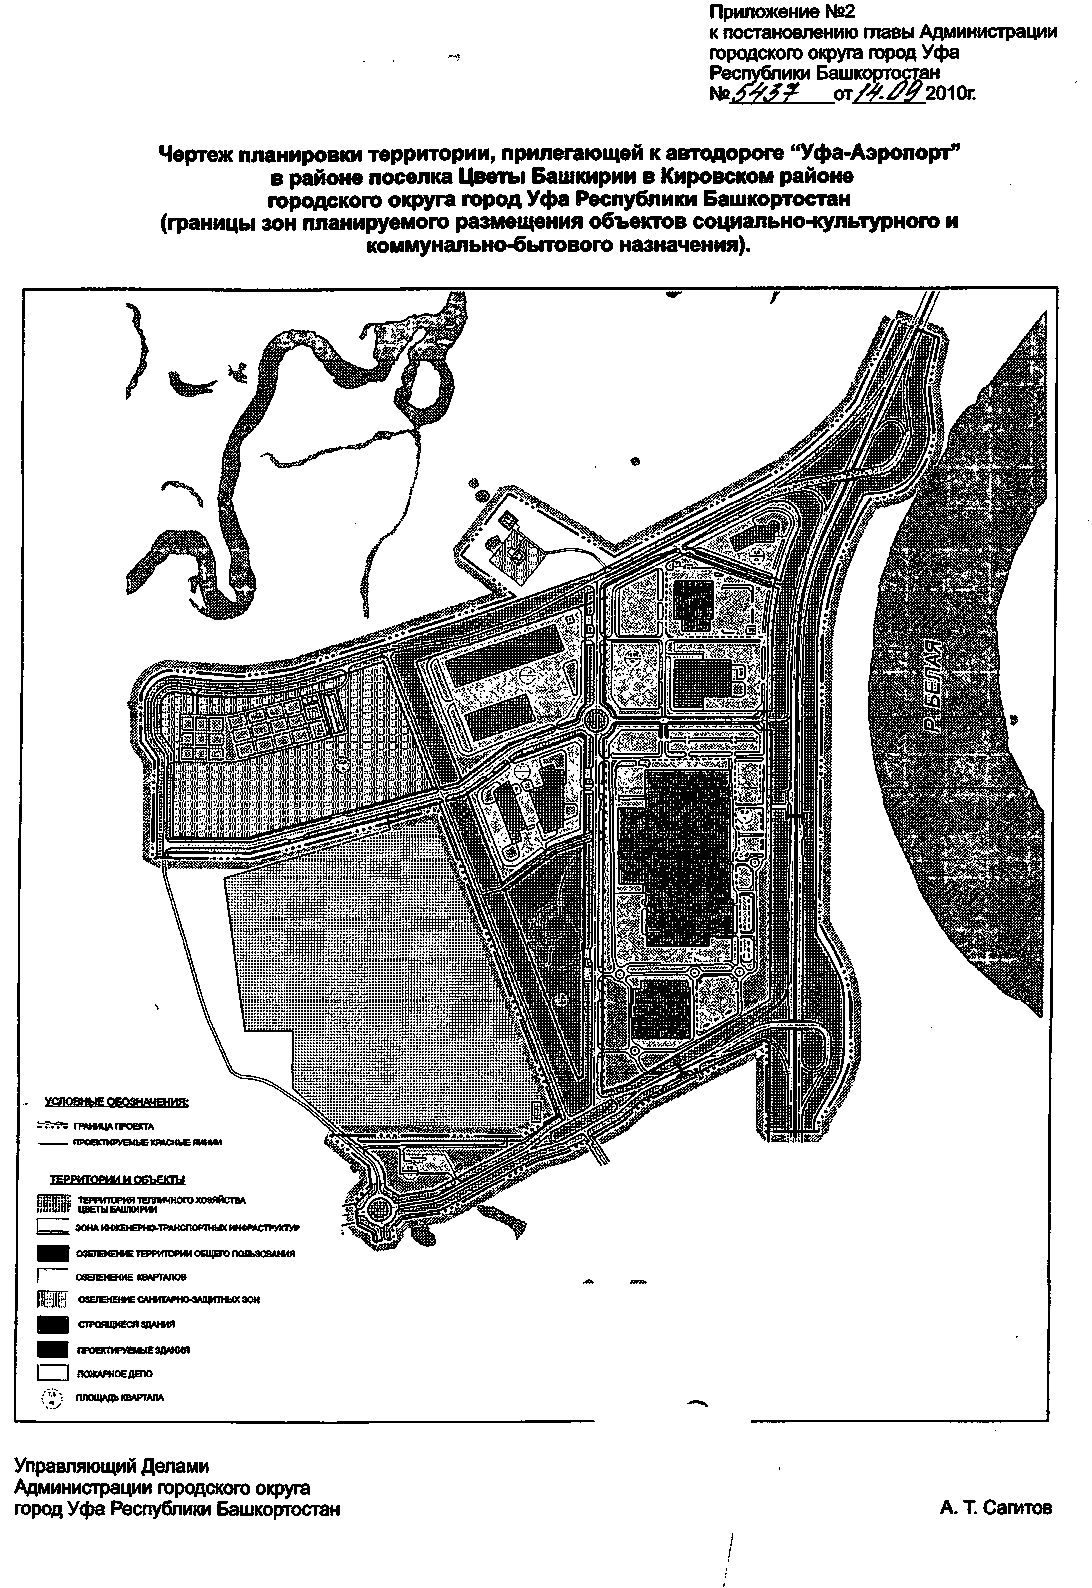 Приложение №2
к постановлению главы Администрации
городского округа город Уфа
Республики Башкортостан
№ 5437 от 14.09 2010г.
Чертеж планировки территории, прилегающей к автодороге “Уфа-Аэропорт”
в районе поселка Цветы Башкирии в Кировском районе
городского округа город Уфа Республики Башкортостан
(границы зон планируемого размещения объектов социально-культурного и
коммунально-бытового назначения).
Р. БЕЛАЯ
УСЛОВНЫЕ ОБОЗНАЧЕНИЯ:
ГРАНИЦА ПРОЕКТА
ПРОЕКТИРУЕМЫЕ КРАСНЫЕ ЛИНИИ
ТЕРРИТОРИИ И ОБЪЕКТЫ
ТЕРРИТОРИЯ ТЕПЛИЧНОГО ХОЗЯЙСТВА
ЦВЕТЫ БАШКИРИИ
ЗОНА ИНЖЕНЕРНО-ТРАНСПОРТНЫХ ИНФРАСТРУКТУР
ОЗЕЛЕНЕНИЕ ТЕРРИТОРИИ ОБЩЕГО ПОЛЬЗОВАНИЯ
ОЗЕЛЕНЕНИЕ КВАРТАЛОВ
ОЗЕЛЕНЕНИЕ САНИТАРНО-ЗАЩИТНЫХ ЗОН
СТРОЯЩИЕСЯ ЗДАНИЯ
ПРОЕКТИРУЕМЫЕ ЗДАНИЯ
ПОЖАРНОЕ ДЕПО
ПЛОЩАДЬ КВАРТАЛА
Управляющий Делами
Администрации городского округа
город Уфа Республики Башкортостан
А. Т. Сагитов